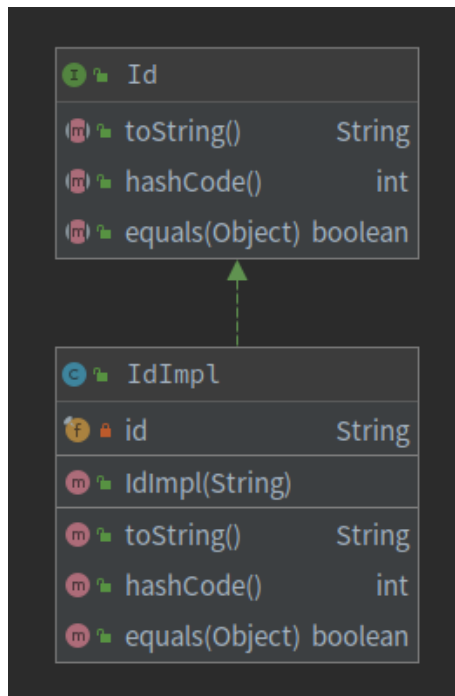 Id
toString() String
hashCode() int
equals(Object) boolean
IdImpl
id String
IdImpl(String)
toString() String
hashCode() int
equals(Object) boolean